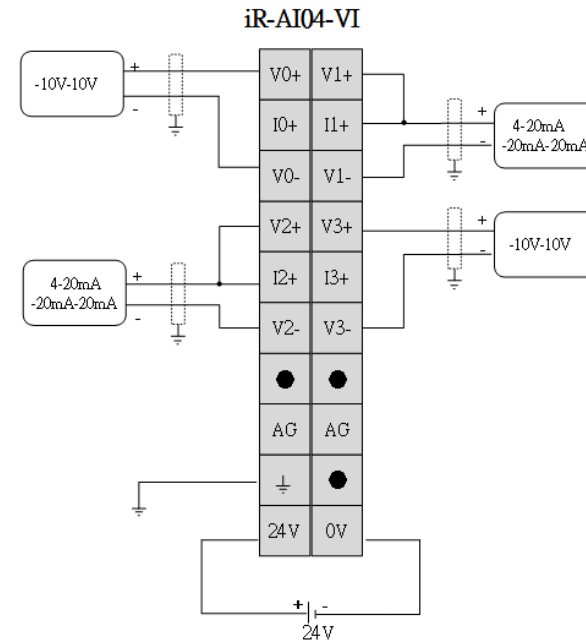 iR-AI04-VI
V0+ V1+
+
-10V-10V
-
I0+ I1+
+
4-20mA
-20mA-20mA
-
V0- V1-
V2+ V3+
+
-10V-10V
-
I2+ I3+
+
4-20mA
-20mA-20mA
-
V2- V3-
AG AG
24V 0V
+ -
24V